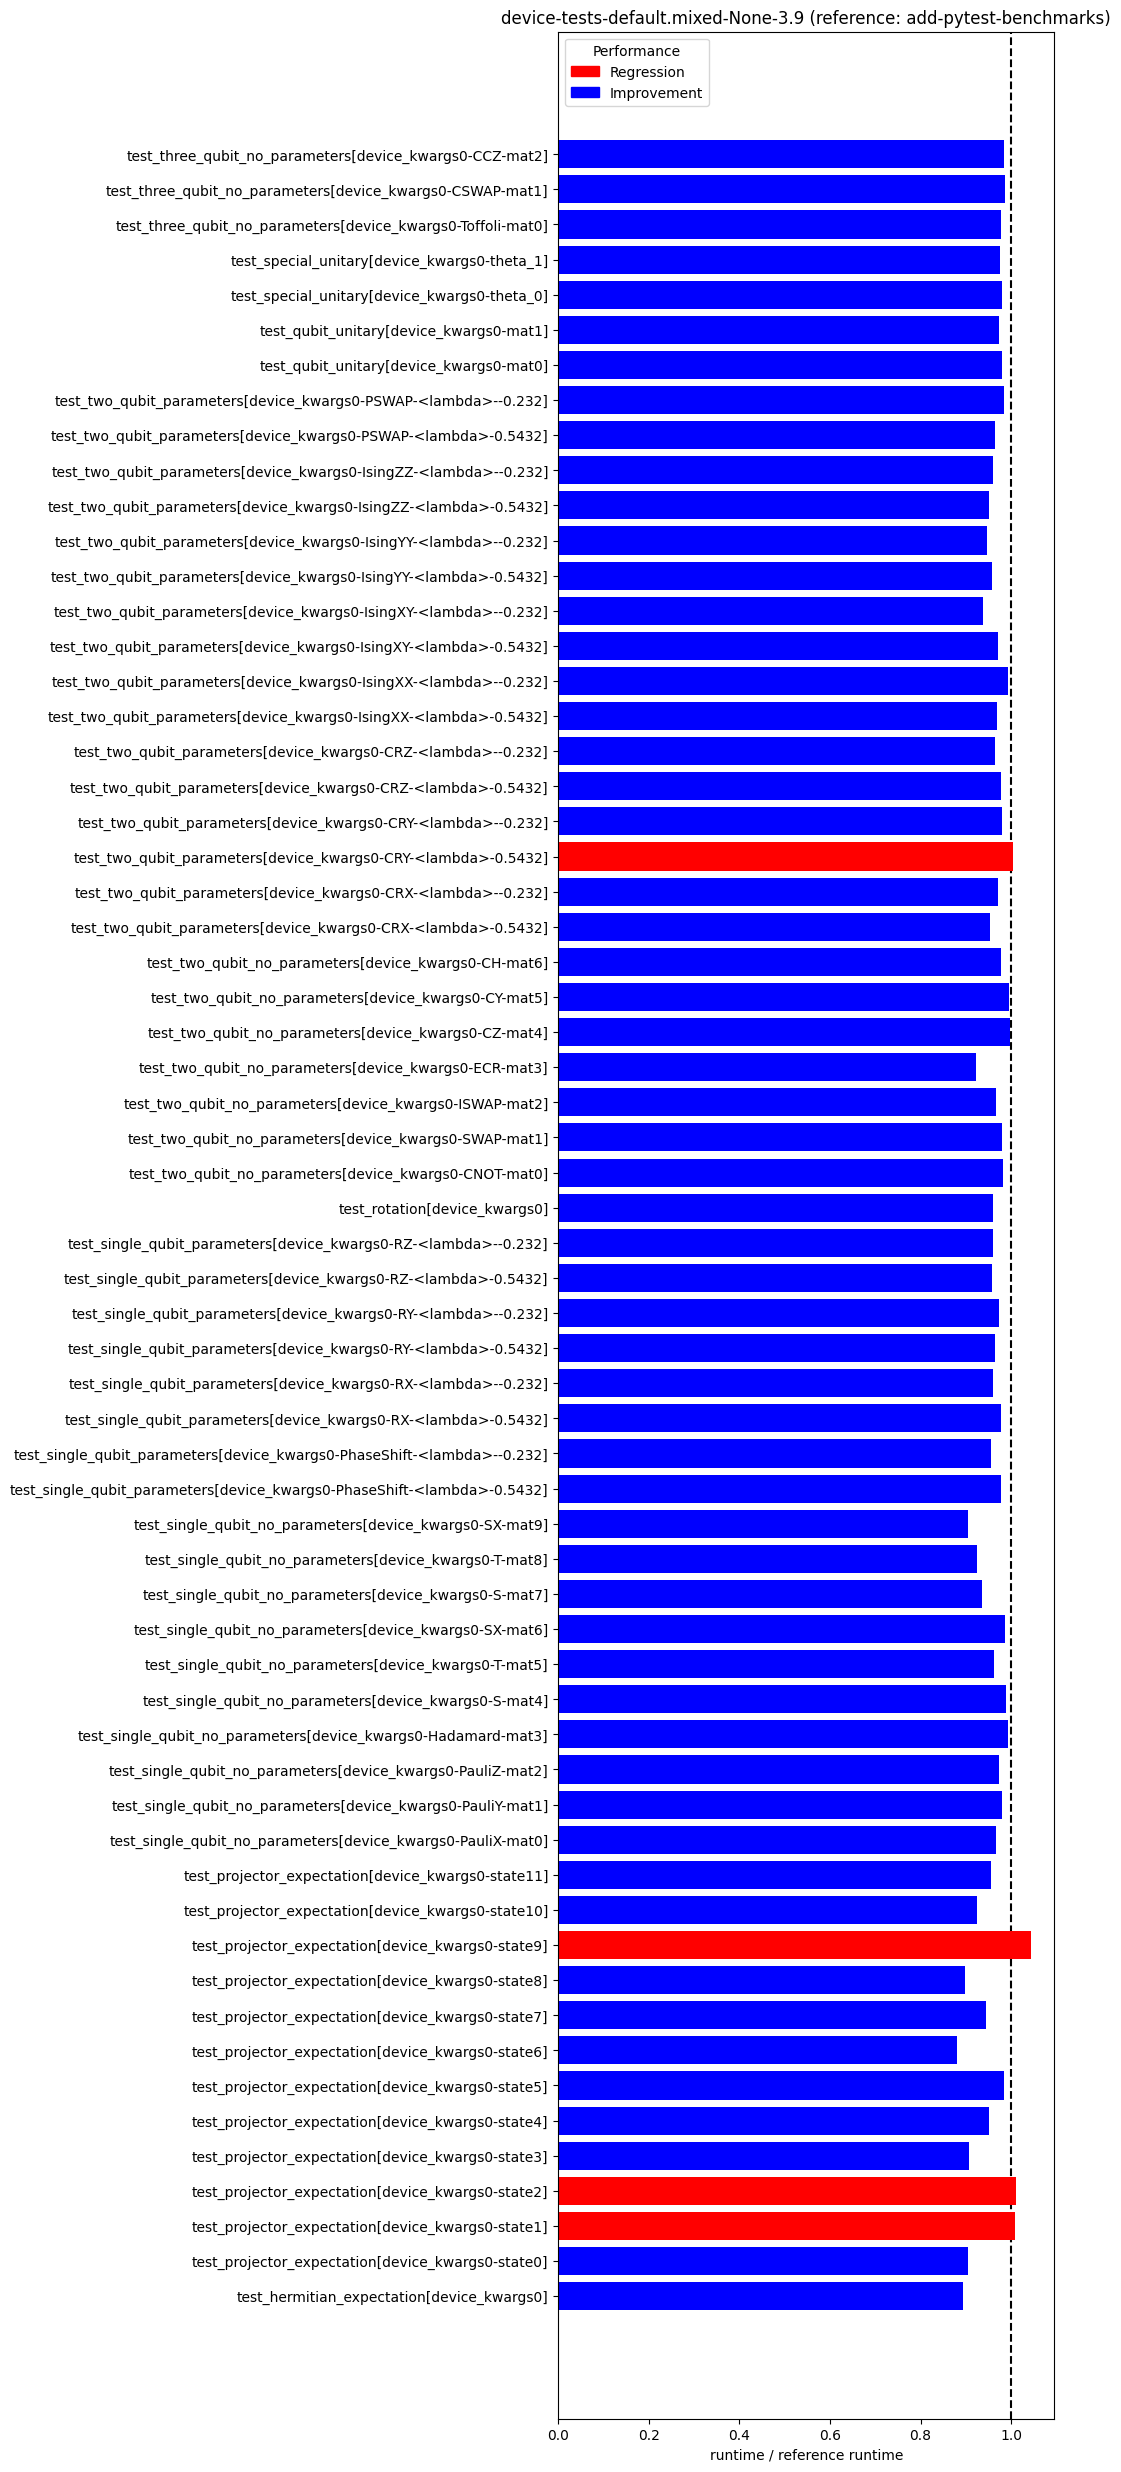 device-tests-default.mixed-None-3.9 (reference: add-pytest-benchmarks)
Performance
Regression
Improvement
test_three_qubit_no_parameters[device_kwargs0-CCZ-mat2]
test_three_qubit_no_parameters[device_kwargs0-CSWAP-mat1]
test_three_qubit_no_parameters[device_kwargs0-Toffoli-mat0]
test_special_unitary[device_kwargs0-theta_1]
test_special_unitary[device_kwargs0-theta_0]
test_qubit_unitary[device_kwargs0-mat1]
test_qubit_unitary[device_kwargs0-mat0]
test_two_qubit_parameters[device_kwargs0-PSWAP-<lambda>--0.232]
test_two_qubit_parameters[device_kwargs0-PSWAP-<lambda>-0.5432]
test_two_qubit_parameters[device_kwargs0-IsingZZ-<lambda>--0.232]
test_two_qubit_parameters[device_kwargs0-IsingZZ-<lambda>-0.5432]
test_two_qubit_parameters[device_kwargs0-IsingYY-<lambda>--0.232]
test_two_qubit_parameters[device_kwargs0-IsingYY-<lambda>-0.5432]
test_two_qubit_parameters[device_kwargs0-IsingXY-<lambda>--0.232]
test_two_qubit_parameters[device_kwargs0-IsingXY-<lambda>-0.5432]
test_two_qubit_parameters[device_kwargs0-IsingXX-<lambda>--0.232]
test_two_qubit_parameters[device_kwargs0-IsingXX-<lambda>-0.5432]
test_two_qubit_parameters[device_kwargs0-CRZ-<lambda>--0.232]
test_two_qubit_parameters[device_kwargs0-CRZ-<lambda>-0.5432]
test_two_qubit_parameters[device_kwargs0-CRY-<lambda>--0.232]
test_two_qubit_parameters[device_kwargs0-CRY-<lambda>-0.5432]
test_two_qubit_parameters[device_kwargs0-CRX-<lambda>--0.232]
test_two_qubit_parameters[device_kwargs0-CRX-<lambda>-0.5432]
test_two_qubit_no_parameters[device_kwargs0-CH-mat6]
test_two_qubit_no_parameters[device_kwargs0-CY-mat5]
test_two_qubit_no_parameters[device_kwargs0-CZ-mat4]
test_two_qubit_no_parameters[device_kwargs0-ECR-mat3]
test_two_qubit_no_parameters[device_kwargs0-ISWAP-mat2]
test_two_qubit_no_parameters[device_kwargs0-SWAP-mat1]
test_two_qubit_no_parameters[device_kwargs0-CNOT-mat0]
test_rotation[device_kwargs0]
test_single_qubit_parameters[device_kwargs0-RZ-<lambda>--0.232]
test_single_qubit_parameters[device_kwargs0-RZ-<lambda>-0.5432]
test_single_qubit_parameters[device_kwargs0-RY-<lambda>--0.232]
test_single_qubit_parameters[device_kwargs0-RY-<lambda>-0.5432]
test_single_qubit_parameters[device_kwargs0-RX-<lambda>--0.232]
test_single_qubit_parameters[device_kwargs0-RX-<lambda>-0.5432]
test_single_qubit_parameters[device_kwargs0-PhaseShift-<lambda>--0.232]
test_single_qubit_parameters[device_kwargs0-PhaseShift-<lambda>-0.5432]
test_single_qubit_no_parameters[device_kwargs0-SX-mat9]
test_single_qubit_no_parameters[device_kwargs0-T-mat8]
test_single_qubit_no_parameters[device_kwargs0-S-mat7]
test_single_qubit_no_parameters[device_kwargs0-SX-mat6]
test_single_qubit_no_parameters[device_kwargs0-T-mat5]
test_single_qubit_no_parameters[device_kwargs0-S-mat4]
test_single_qubit_no_parameters[device_kwargs0-Hadamard-mat3]
test_single_qubit_no_parameters[device_kwargs0-PauliZ-mat2]
test_single_qubit_no_parameters[device_kwargs0-PauliY-mat1]
test_single_qubit_no_parameters[device_kwargs0-PauliX-mat0]
test_projector_expectation[device_kwargs0-state11]
test_projector_expectation[device_kwargs0-state10]
test_projector_expectation[device_kwargs0-state9]
test_projector_expectation[device_kwargs0-state8]
test_projector_expectation[device_kwargs0-state7]
test_projector_expectation[device_kwargs0-state6]
test_projector_expectation[device_kwargs0-state5]
test_projector_expectation[device_kwargs0-state4]
test_projector_expectation[device_kwargs0-state3]
test_projector_expectation[device_kwargs0-state2]
test_projector_expectation[device_kwargs0-state1]
test_projector_expectation[device_kwargs0-state0]
test_hermitian_expectation[device_kwargs0]
0.0 0.2 0.4 0.6 0.8 1.0
runtime / reference runtime